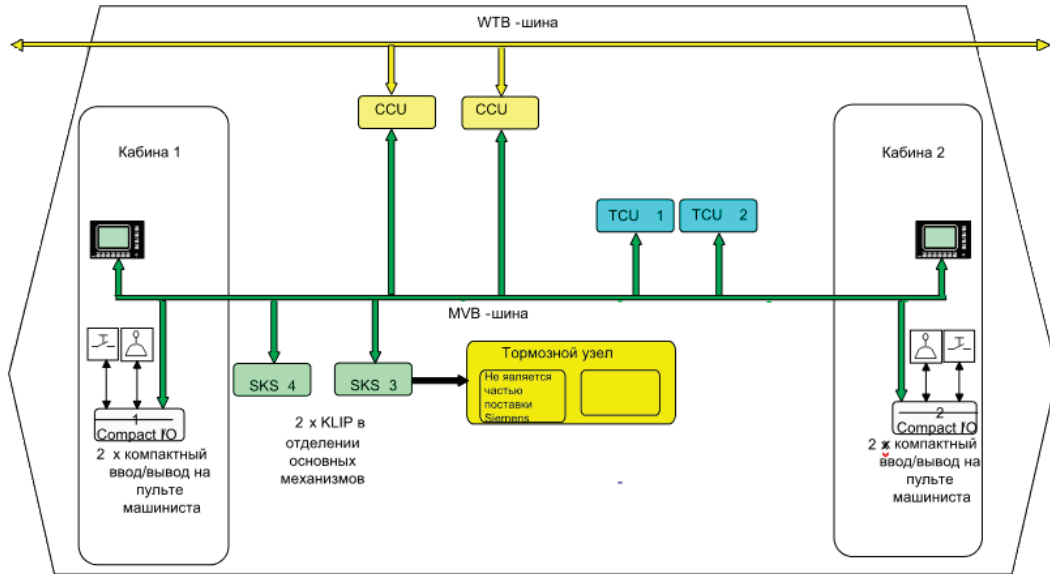 WTB -шина
CCU
CCU
Кабина 1
Кабина 2
TCU 1
TCU 2
MVB -шина
Тормозной узел
Не является
частью
поставки
Siemens
SKS 4
SKS 3
1
Compact I/O
2 x компактный
ввод/вывод на
пульте
машиниста
2 x KLIP в
отделении
основных
механизмов
2
Compact I/O
2 x компактный
ввод/вывод на
пульте
машиниста